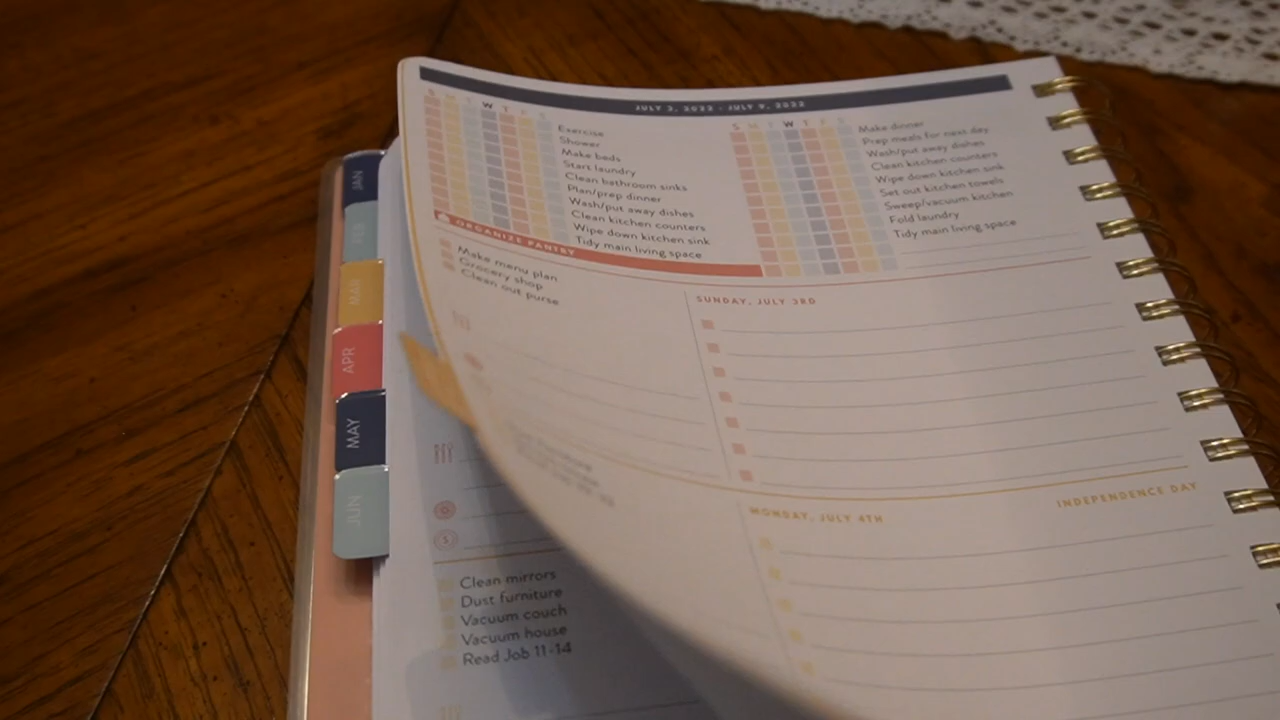 JULY 3, 2022 - JULY 9, 2022
S M T W T F S
Exercise
Shower
Make beds
Start laundry
Clean bathroom sinks
Plan/prep dinner
Wash/put away dishes
Clean kitchen counters
Wipe down kitchen sink
Tidy main living space
S M T W T F S
Make dinner
Prep meals for next day
Wash/put away dishes
Clean kitchen counters
Wipe down kitchen sink
Set out kitchen towels
Sweep/vacuum kitchen
Fold laundry
Tidy main living space
ORGANIZE PANTRY
Make menu plan
Grocery shop
Clean out purse
SUNDAY, JULY 3RD
MONDAY, JULY 4TH
INDEPENDENCE DAY
JAN
FEB
MAR
APR
MAY
JUN
Clean mirrors
Dust furniture
Vacuum couch
Vacuum house
Read Job 11-14